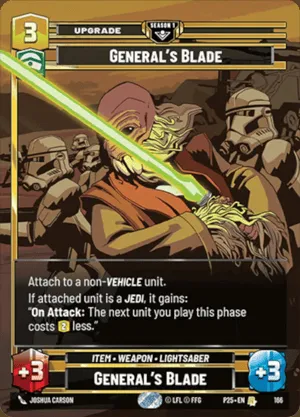 3
UPGRADE
SEASON 1
GENERAL'S BLADE
Attach to a non-VEHICLE unit.
If attached unit is a JEDI, it gains:
"On Attack: The next unit you play this phase
costs 2 less."
ITEM • WEAPON • LIGHTSABER
+3
GENERAL'S BLADE
+3
JOSHUA CARSON
© LFL © FFG
P25 • EN
166